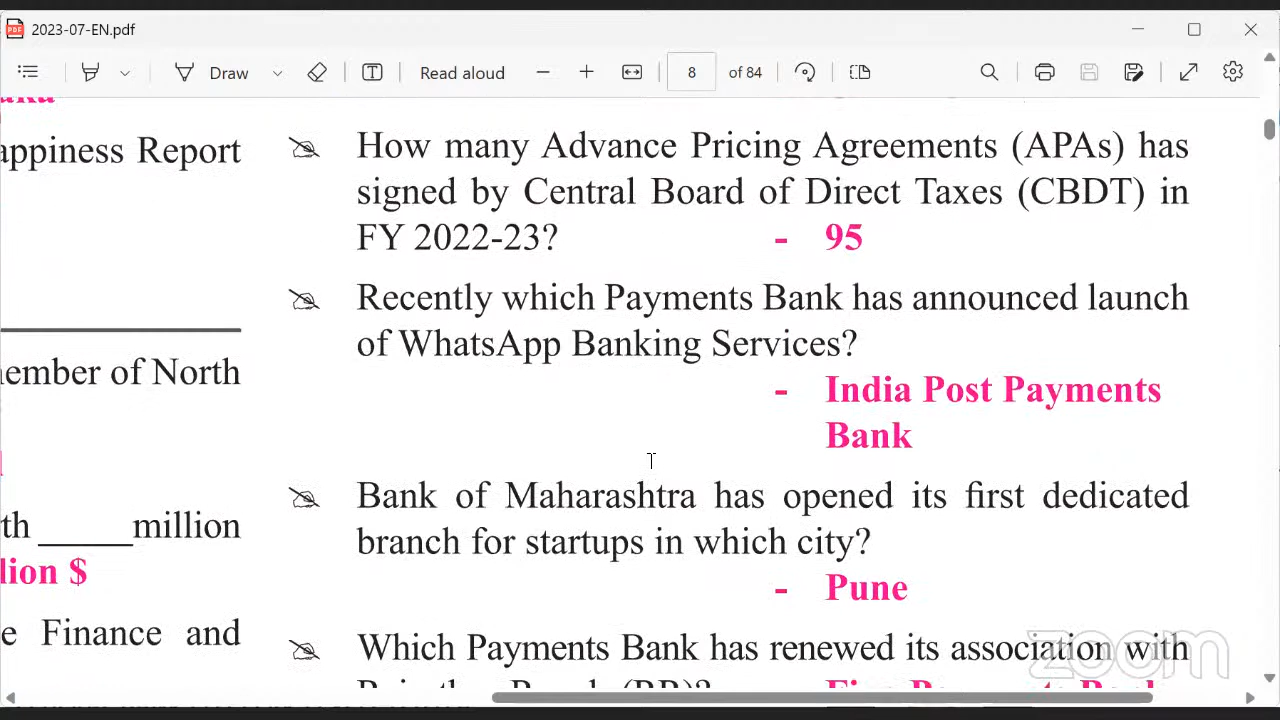 2023-07-EN.pdf
Draw
Read aloud
8
of 84
appiness Report
ember of North
th _____ million
lion $
e Finance and
How many Advance Pricing Agreements (APAs) has
signed by Central Board of Direct Taxes (CBDT) in
FY 2022-23? - 95
Recently which Payments Bank has announced launch
of WhatsApp Banking Services?
- India Post Payments
Bank
Bank of Maharashtra has opened its first dedicated
branch for startups in which city?
- Pune
Which Payments Bank has renewed its association with
zoom